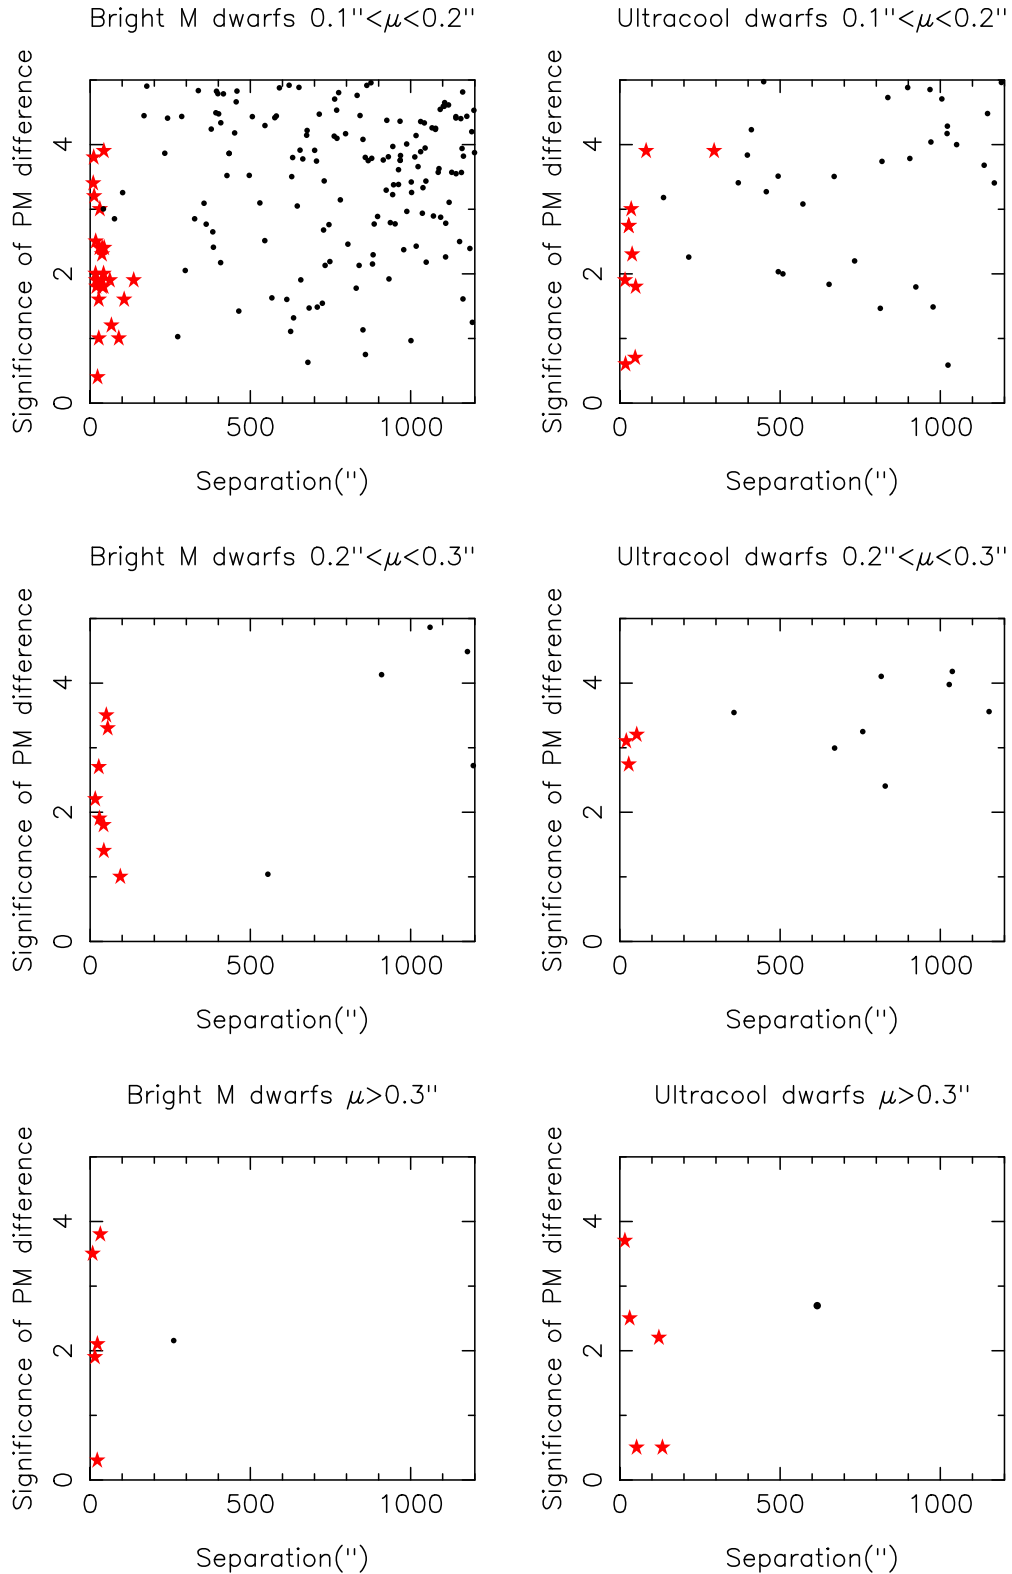 Bright M dwarfs 0.1"<μ<0.2"
Ultracool dwarfs 0.1"<μ<0.2"
Significance of PM difference
0 2 4
0 500 1000
Separation(")
Significance of PM difference
0 2 4
0 500 1000
Separation(")
Bright M dwarfs 0.2"<μ<0.3"
Ultracool dwarfs 0.2"<μ<0.3"
Significance of PM difference
0 2 4
0 500 1000
Separation(")
Significance of PM difference
0 2 4
0 500 1000
Separation(")
Bright M dwarfs μ>0.3"
Ultracool dwarfs μ>0.3"
Significance of PM difference
0 2 4
0 500 1000
Separation(")
Significance of PM difference
0 2 4
0 500 1000
Separation(")